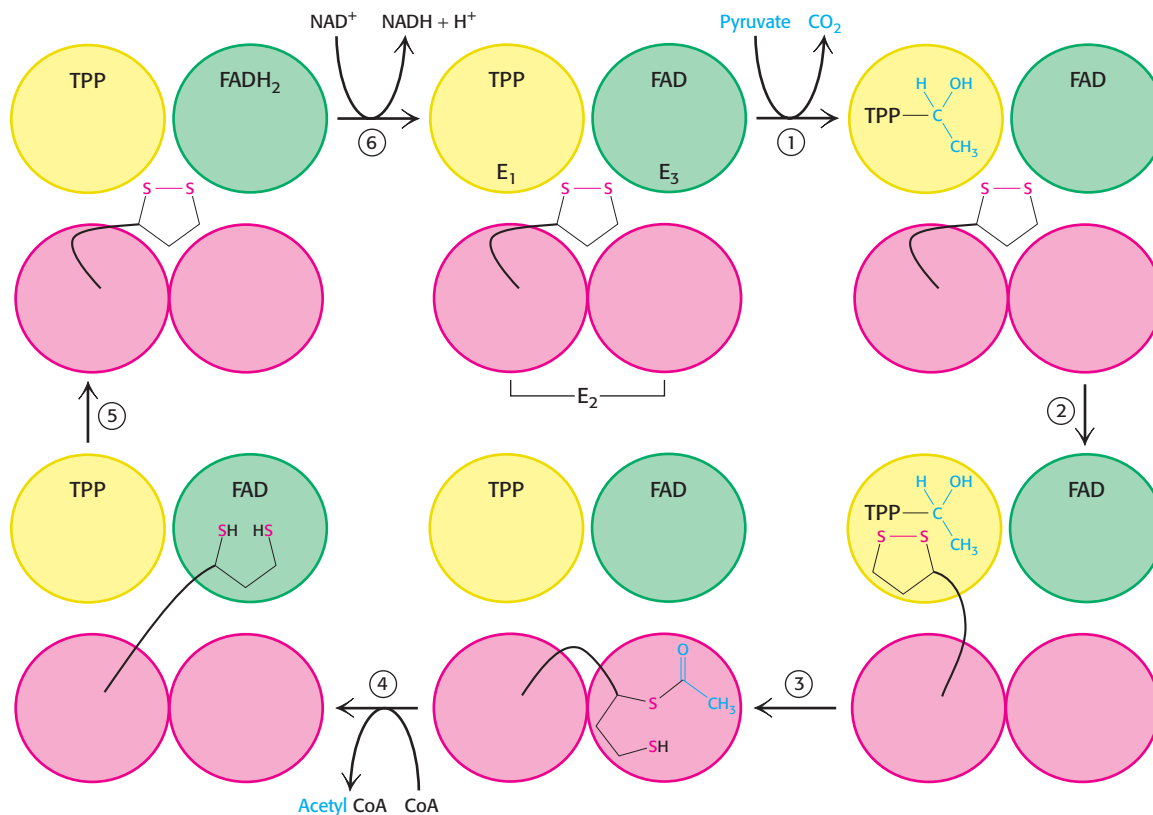 NAD⁺ NADH + H⁺ Pyruvate CO₂
TPP FADH₂ TPP FAD TPP H OH C CH₃ FAD
⑥ ①
E₁ E₃
S S S S S S
E₂
⑤ ②
TPP FAD TPP FAD TPP H OH C CH₃ FAD
SH HS S S
O
④ S CH₃ ③
SH
Acetyl CoA CoA